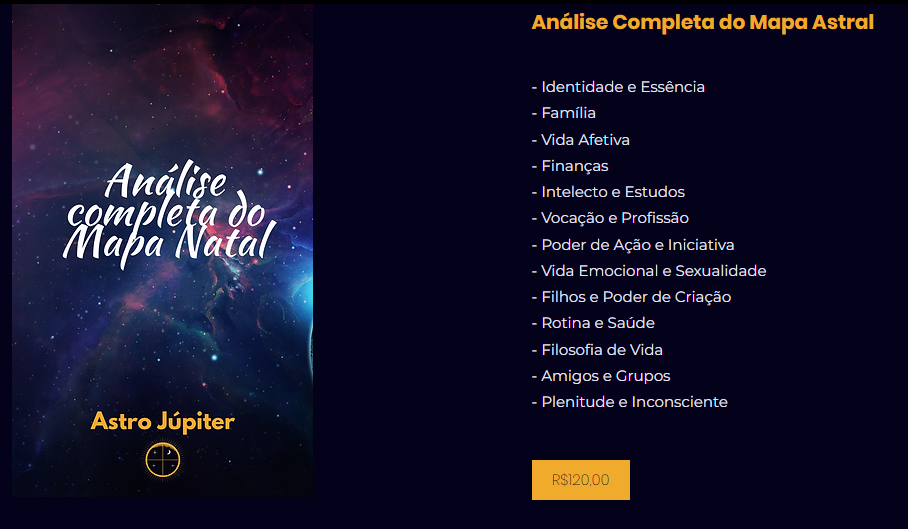 Análise
completa do
Mapa Natal
Astro Júpiter
Análise Completa do Mapa Astral
- Identidade e Essência
- Família
- Vida Afetiva
- Finanças
- Intelecto e Estudos
- Vocação e Profissão
- Poder de Ação e Iniciativa
- Vida Emocional e Sexualidade
- Filhos e Poder de Criação
- Rotina e Saúde
- Filosofia de Vida
- Amigos e Grupos
- Plenitude e Inconsciente
R$120,00